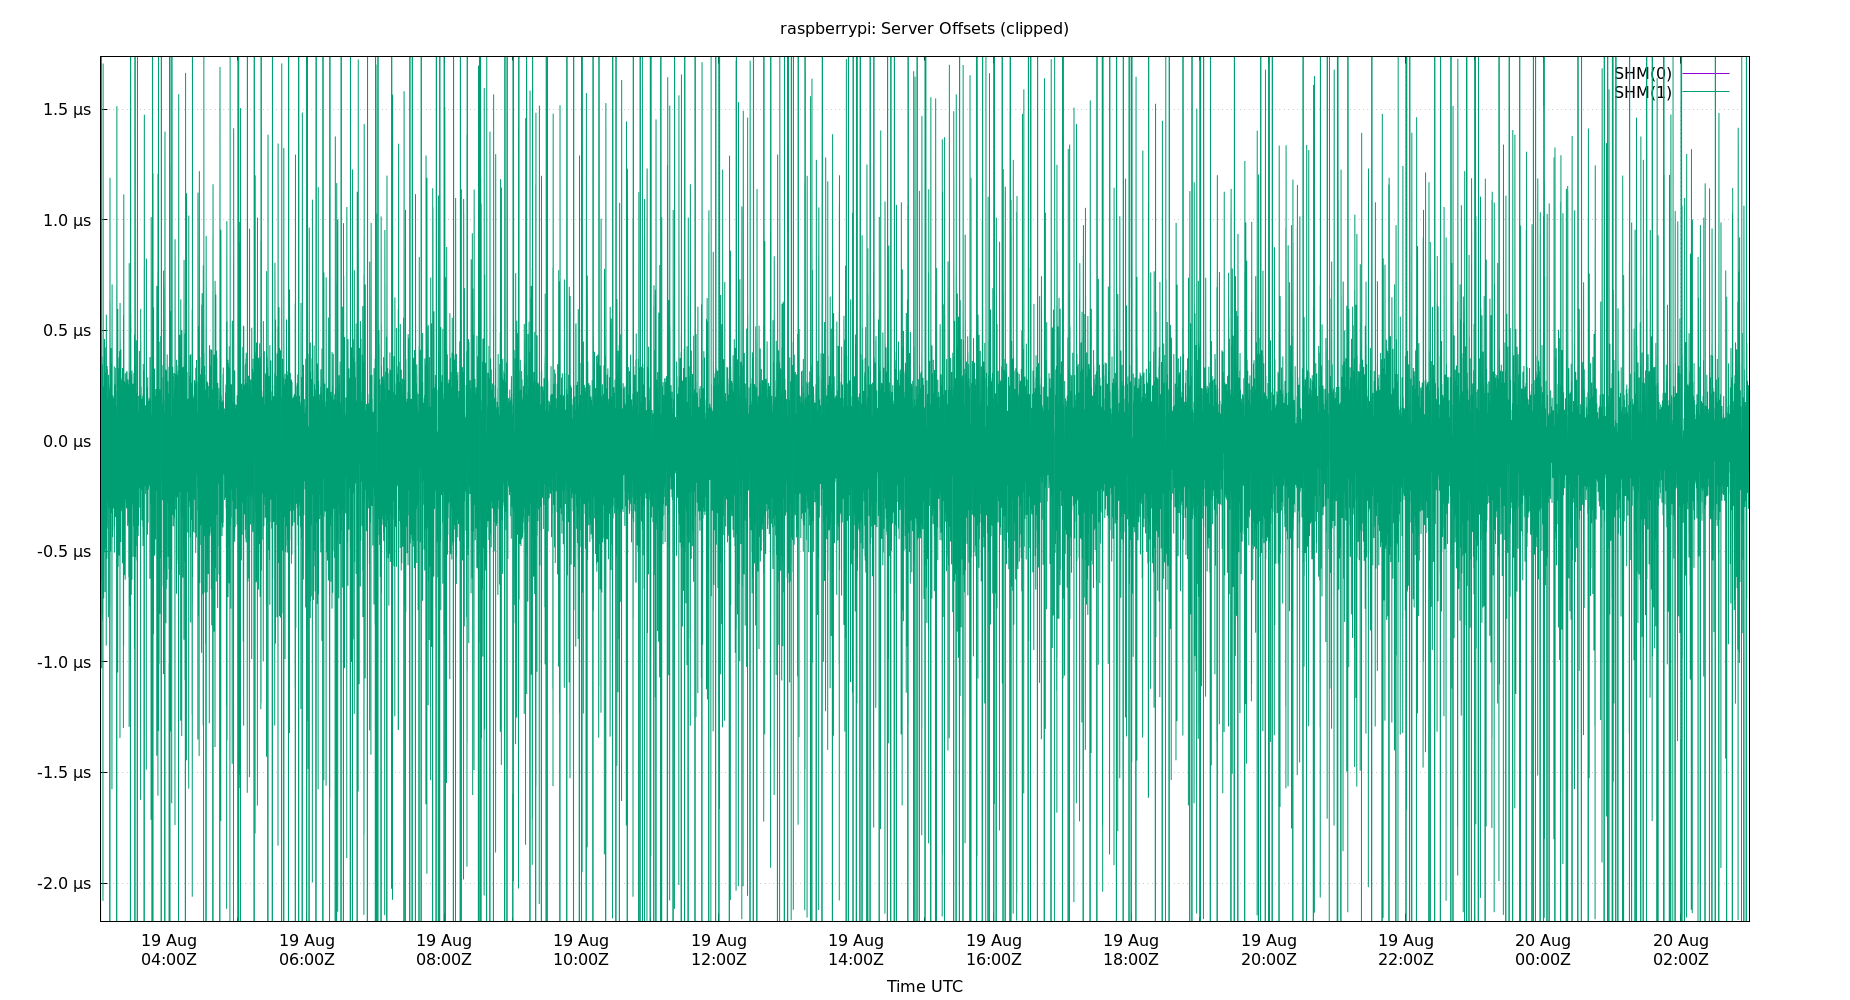 raspberrypi: Server Offsets (clipped)
SHM(0)
SHM(1)
1.5 µs
1.0 µs
0.5 µs
0.0 µs
-0.5 µs
-1.0 µs
-1.5 µs
-2.0 µs
19 Aug 19 Aug 19 Aug 19 Aug 19 Aug 19 Aug 19 Aug 19 Aug 19 Aug 19 Aug 20 Aug 20 Aug
04:00Z 06:00Z 08:00Z 10:00Z 12:00Z 14:00Z 16:00Z 18:00Z 20:00Z 22:00Z 00:00Z 02:00Z
Time UTC